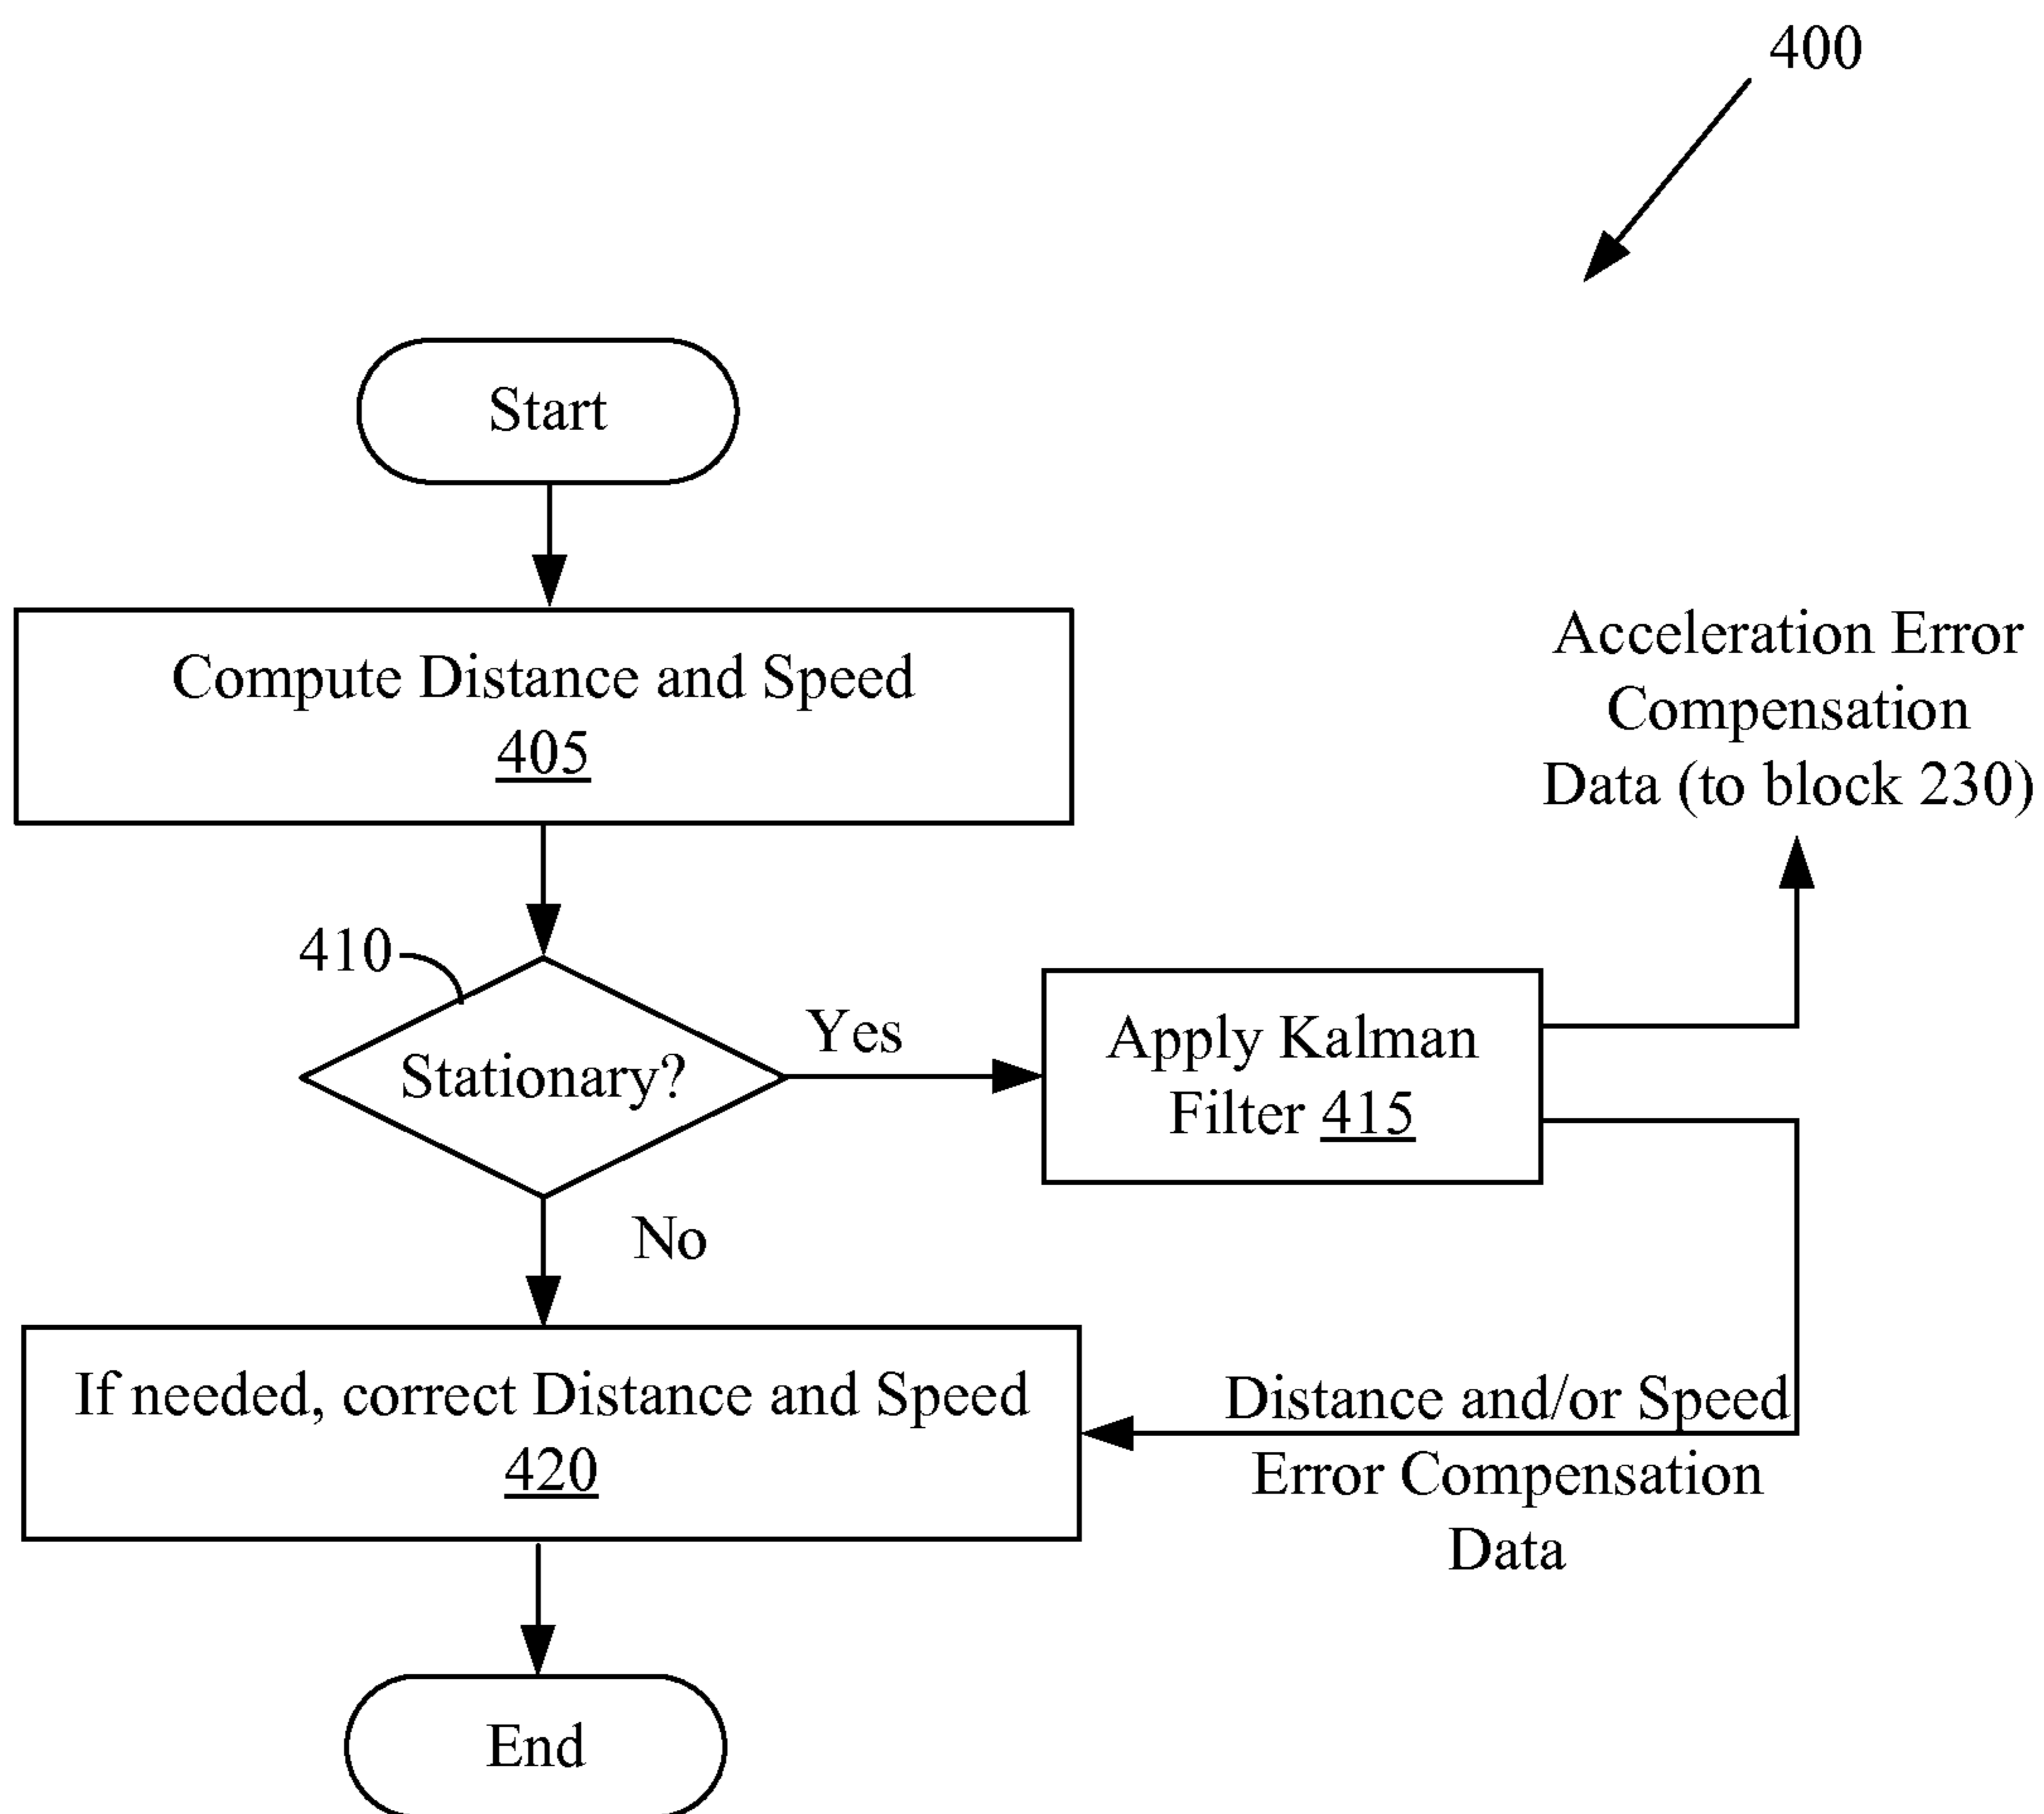 400
Start
Compute Distance and Speed
405
Acceleration Error
Compensation
Data (to block 230)
410
Stationary?
Yes
Apply Kalman
Filter 415
No
If needed, correct Distance and Speed
420
Distance and/or Speed
Error Compensation
Data
End